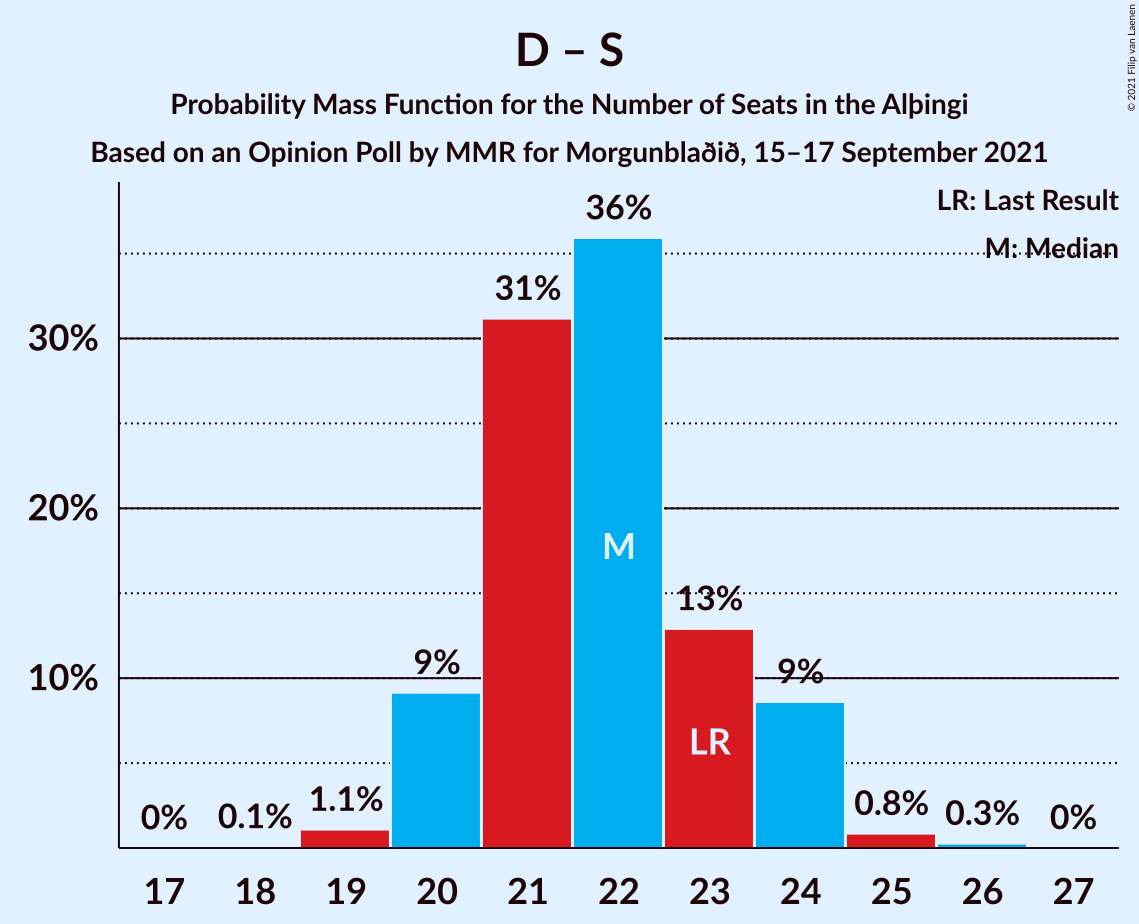 D – S
Probability Mass Function for the Number of Seats in the Alþingi
Based on an Opinion Poll by MMR for Morgunblaðið, 15–17 September 2021
© 2021 Filip van Laenen
LR: Last Result
M: Median
36%
31%
30%
20%
M
13%
10%
9%
9%
LR
0%
0.1%
1.1%
0.8%
0.3%
0%
17 18 19 20 21 22 23 24 25 26 27